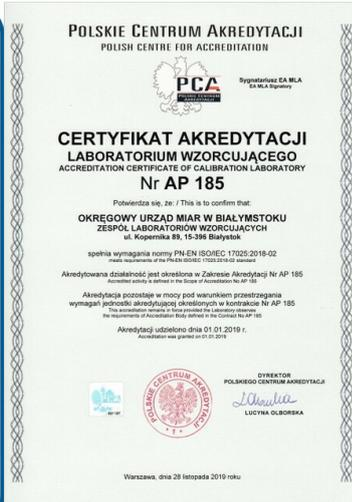 POLSKIE CENTRUM AKREDYTACJI
POLISH CENTRE FOR ACCREDITATION
PCA
POLSKIE CENTRUM
AKREDYTACJI
Sygnatariusz EA MLA
EA MLA Signatory
CERTYFIKAT AKREDYTACJI
LABORATORIUM WZORCUJĄCEGO
ACCREDITATION CERTIFICATE OF CALIBRATION LABORATORY
Nr AP 185
Potwierdza się, że: / This is to confirm that:
OKRĘGOWY URZĄD MIAR W BIAŁYMSTOKU
ZESPÓŁ LABORATORIÓW WZORCUJĄCYCH
ul. Kopernika 89, 15-396 Białystok
spełnia wymagania normy PN-EN ISO/IEC 17025:2018-02
meets requirements of the PN-EN ISO/IEC 17025:2018-02 standard
Akredytowana działalność jest określona w Zakresie Akredytacji Nr AP 185
Accredited activity is defined in the Scope of Accreditation No AP 185
Akredytacja pozostaje w mocy pod warunkiem przestrzegania
wymagań jednostki akredytującej określonych w kontrakcie Nr AP 185
This accreditation remains in force provided the Laboratory observes
the requirements of Accreditation Body defined in the Contract No AP 185
Akredytacji udzielono dnia 01.01.2019 r.
Accreditation was granted on 01.01.2019
POLSKIE CENTRUM AKREDYTACJI
DYREKTOR
POLSKIEGO CENTRUM AKREDYTACJI
LUCYNA OLBORSKA
Warszawa, dnia 28 listopada 2019 roku